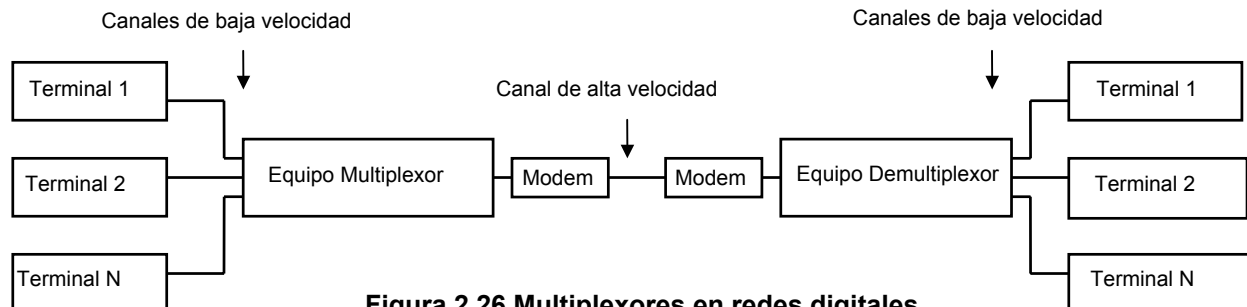 Canales de baja velocidad
Canales de baja velocidad
Terminal 1
Canal de alta velocidad
Terminal 1
Terminal 2
Equipo Multiplexor
Modem
Modem
Equipo Demultiplexor
Terminal 2
Terminal N
Terminal N
Figura 2.26 Multiplexores en redes digitales